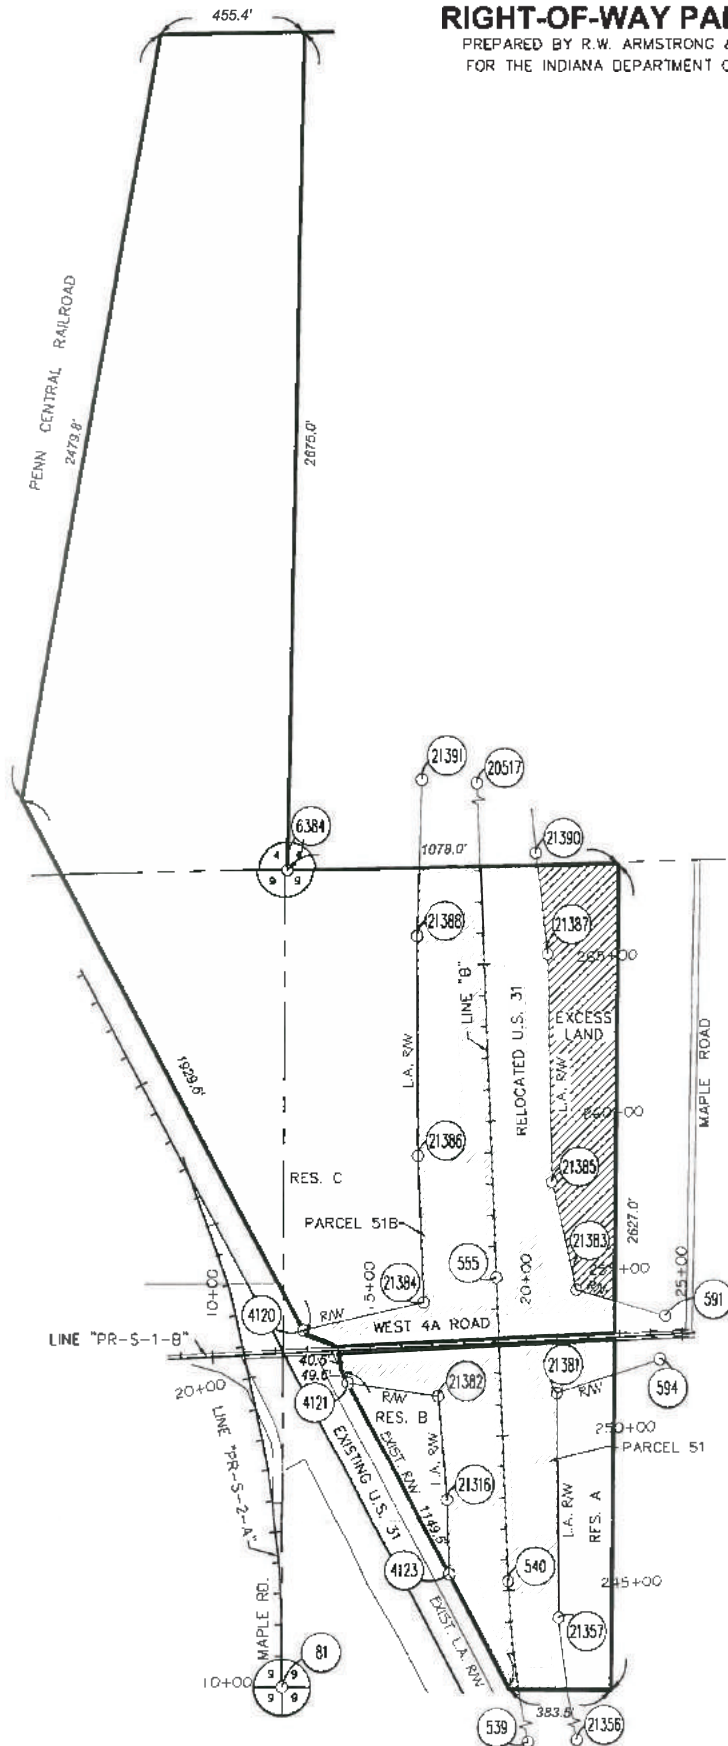 455.4'
RIGHT-OF-WAY
PREPARED BY R.W. ARMSTRONG &
FOR THE INDIANA DEPARTMENT
PENN CENTRAL RAILROAD
2479.8'
2675.0'
21391
20517
6384
21390
1078.0'
21388
21387
265+00
LINE "B"
RELOCATED U.S. 31
EXCESS
LAND
L.A. R/W
L.A. R/W
MAPLE ROAD
1929.6'
260+00
21386
21385
RES. C
PARCEL 51B
2627.0'
21383
555
21384
15+00
20+00
R/W
25+00
10+00
591
4120
R/W
WEST 4A ROAD
LINE "PR-S-1-B"
40.5'
49.6'
21382
21381
594
20+00
4121
R/W
R/W
RES. B
250+00
PARCEL 51
EXIST. R/W
L.A. R/W
LINE "PR-S-2-A"
EXISTING U.S. 31
21316
1149.5'
L.A. R/W
RES. A
4123
540
245+00
MAPLE RD.
EXIST. L.A. R/W
21357
81
10+00
383.5'
539
21356